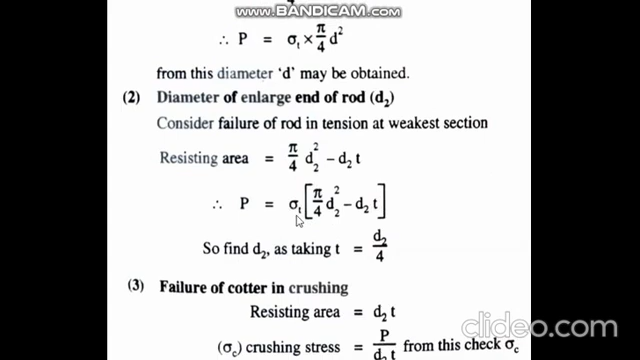 WWW.BANDICAM.COM
∴ P = σt × π/4 d²
from this diameter 'd' may be obtained.
(2) Diameter of enlarge end of rod (d₂)
Consider failure of rod in tension at weakest section
Resisting area = π/4 d₂² – d₂ t
∴ P = σt [π/4 d₂² – d₂ t]
So find d₂, as taking t = d₂/4
(3) Failure of cotter in crushing
Resisting area = d₂ t
(σc) crushing stress = P/d₂ t from this check σc
clideo.com